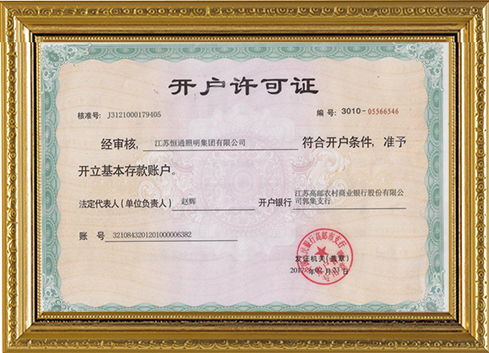 开户许可证
核准号: J3121000179405 编号: 3010-05566546
经审核, 江苏恒通照明集团有限公司 符合开户条件, 准予
开立基本存款账户。
法定代表人(单位负责人) 赵辉 开户银行 江苏高邮农村商业银行股份有限公
司郭集支行
账 号 3210843201201000006382
发证机关(盖章)